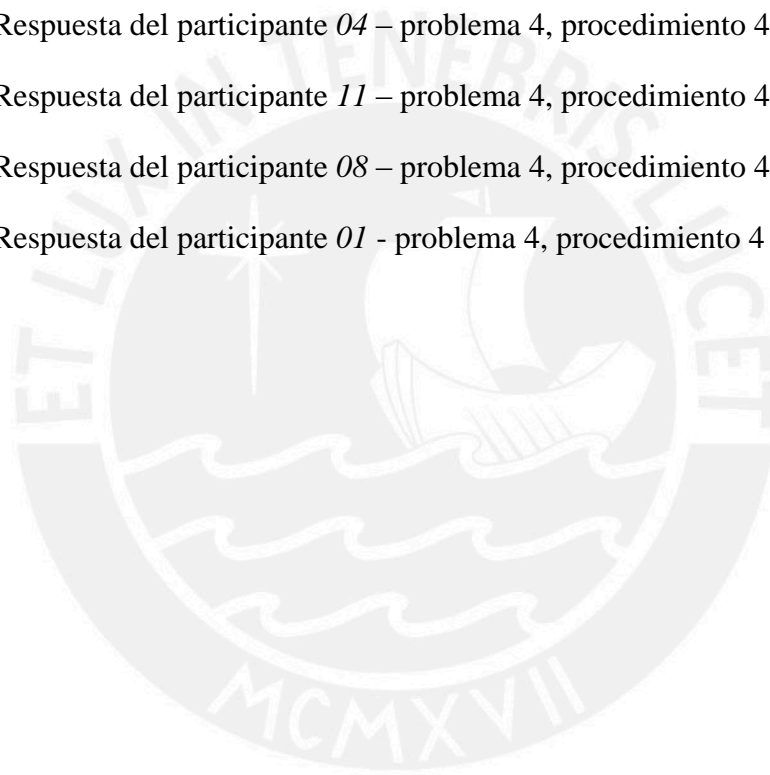 Respuesta del participante 04 – problema 4, procedimiento 4
Respuesta del participante 11 – problema 4, procedimiento 4
Respuesta del participante 08 – problema 4, procedimiento 4
Respuesta del participante 01 - problema 4, procedimiento 4
ET LUX IN TENEBRIS LUCET
MCMXVII